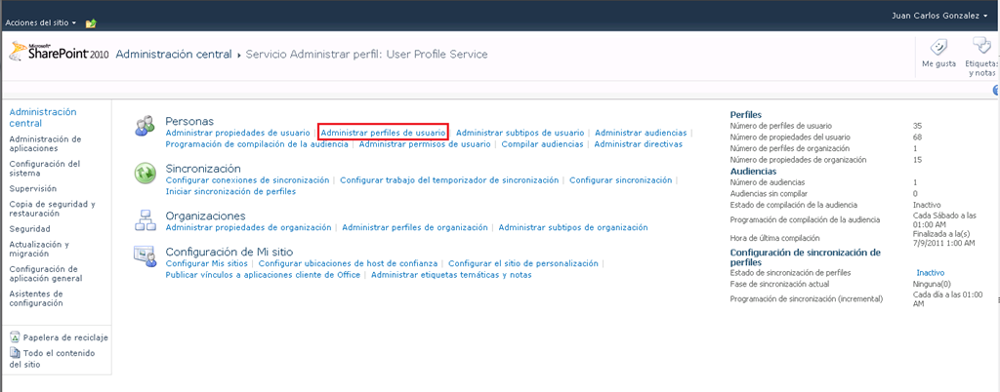 Acciones del sitio
Juan Carlos Gonzalez
Microsoft
SharePoint 2010
Administración central
Servicio Administrar perfil: User Profile Service
Me gusta
Etiquetas
y notas
Administración
central
Administración de
aplicaciones
Configuración del
sistema
Supervisión
Copia de seguridad y
restauración
Seguridad
Actualización y
migración
Configuración de
aplicación general
Asistentes de
configuración
Papelera de reciclaje
Todo el contenido
del sitio
Personas
Administrar propiedades de usuario | Administrar perfiles de usuario | Administrar subtipos de usuario | Administrar audiencias |
Programación de compilación de la audiencia | Administrar permisos de usuario | Compilar audiencias | Administrar directivas
Sincronización
Configurar conexiones de sincronización | Configurar trabajo del temporizador de sincronización | Configurar sincronización |
Iniciar sincronización de perfiles
Organizaciones
Administrar propiedades de organización | Administrar perfiles de organización | Administrar subtipos de organización
Configuración de Mi sitio
Configurar Mis sitios | Configurar ubicaciones de host de confianza | Configurar el sitio de personalización |
Publicar vínculos a aplicaciones cliente de Office | Administrar etiquetas temáticas y notas
Perfiles
Número de perfiles de usuario 35
Número de propiedades del usuario 68
Número de perfiles de organización 1
Número de propiedades de organización 15
Audiencias
Número de audiencias 1
Audiencias sin compilar 0
Estado de compilación de la audiencia Inactivo
Programación de compilación de la audiencia Cada Sábado a las
01:00 AM
Hora de última compilación Finalizada a la(s)
7/9/2011 1:00 AM
Configuración de sincronización de
perfiles
Estado de sincronización de perfiles Inactivo
Fase de sincronización actual Ninguna(0)
Programación de sincronización (incremental) Cada día a las 01:00
AM